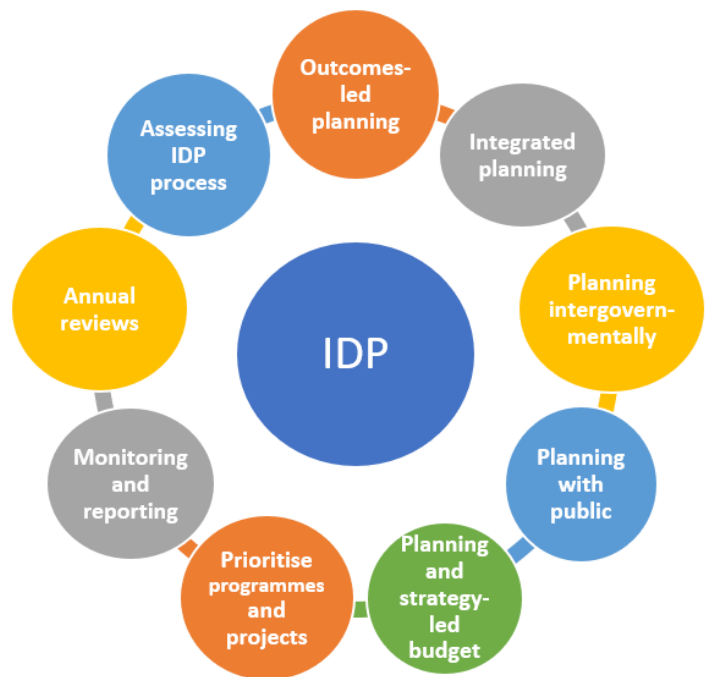 Outcomes-
led
planning
Integrated
planning
Planning
intergovern-
mentally
Planning
with
public
Planning
and
strategy-
led
budget
Prioritise
programmes
and
projects
Monitoring
and
reporting
Annual
reviews
Assessing
IDP
process
IDP